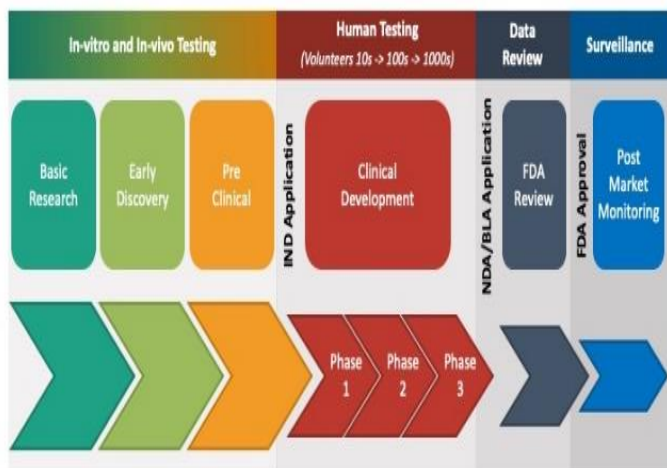 In-vitro and In-vivo Testing
Human Testing
(Volunteers 10s -> 100s -> 1000s)
Data
Review
Surveillance
Basic
Research
Early
Discovery
Pre
Clinical
IND Application
Clinical
Development
NDA/BLA Application
FDA
Review
FDA Approval
Post
Market
Monitoring
Phase
1
Phase
2
Phase
3